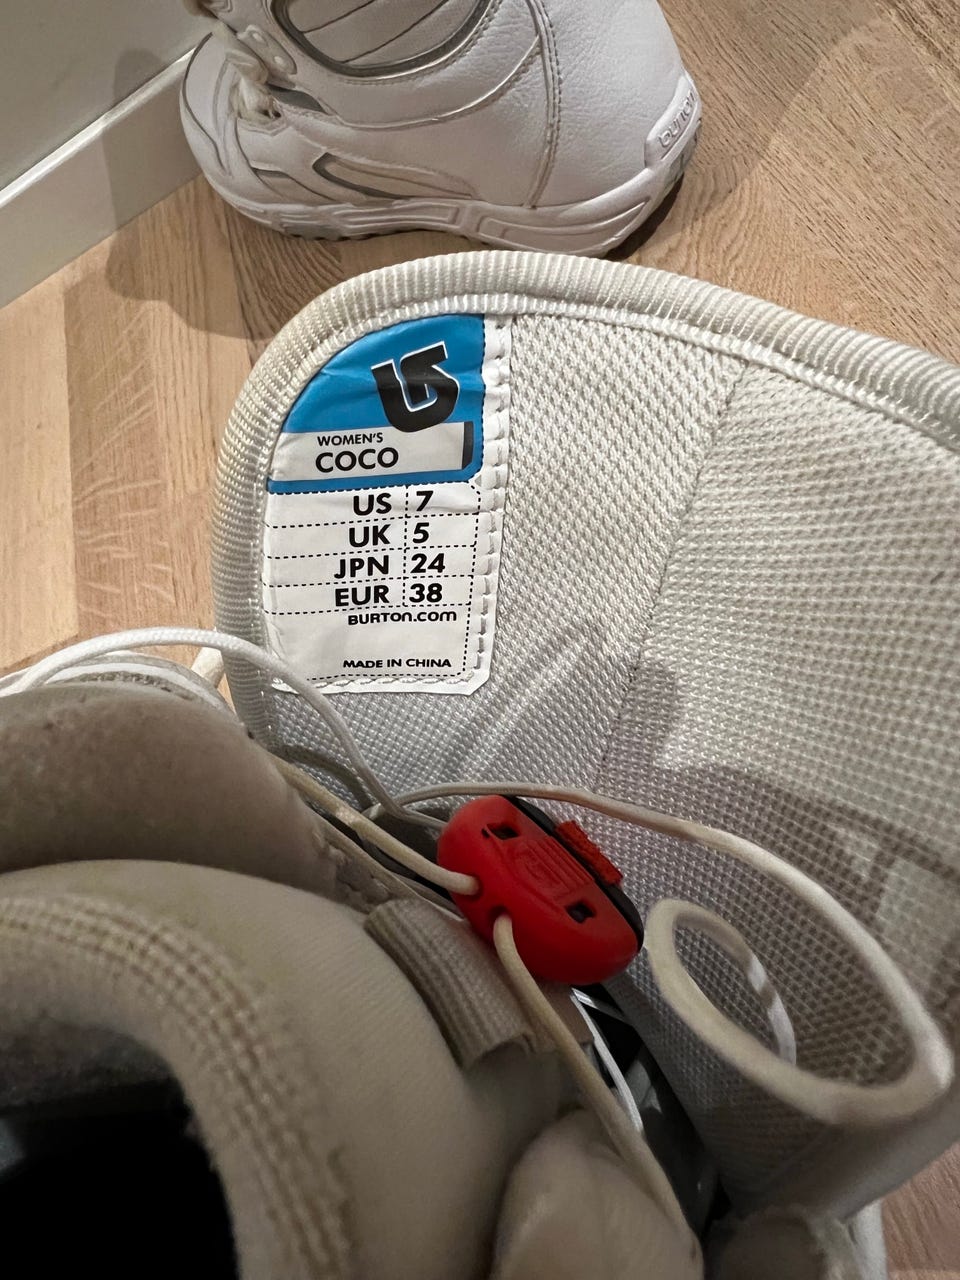 BURTON
WOMEN'S
COCO
US 7
UK 5
JPN 24
EUR 38
BURTON.COM
MADE IN CHINA